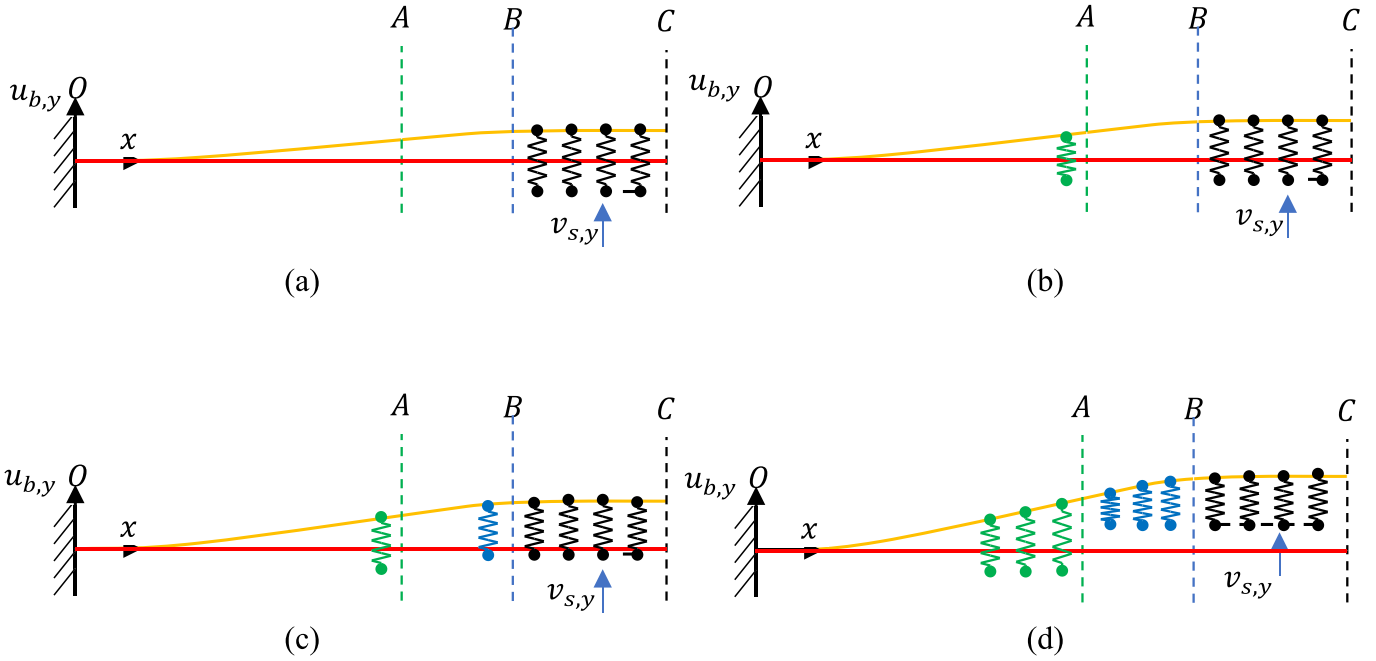 A B C A B C
u_{b,y} O u_{b,y} O
x x
v_{s,y} v_{s,y}
(a) (b)
A B C A B C
u_{b,y} O u_{b,y} O
x x
v_{s,y} v_{s,y}
(c) (d)